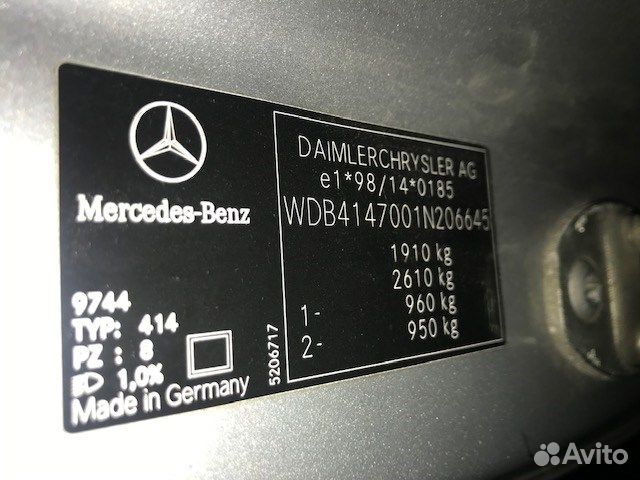 Mercedes-Benz
DAIMLERCHRYSLER AG
e1*98/14*0185
WDB4147001N206645
1910 kg
2610 kg
1- 960 kg
2- 950 kg
9744
TYP: 414
PZ : 8
1,0%
Made in Germany
5206717
Avito